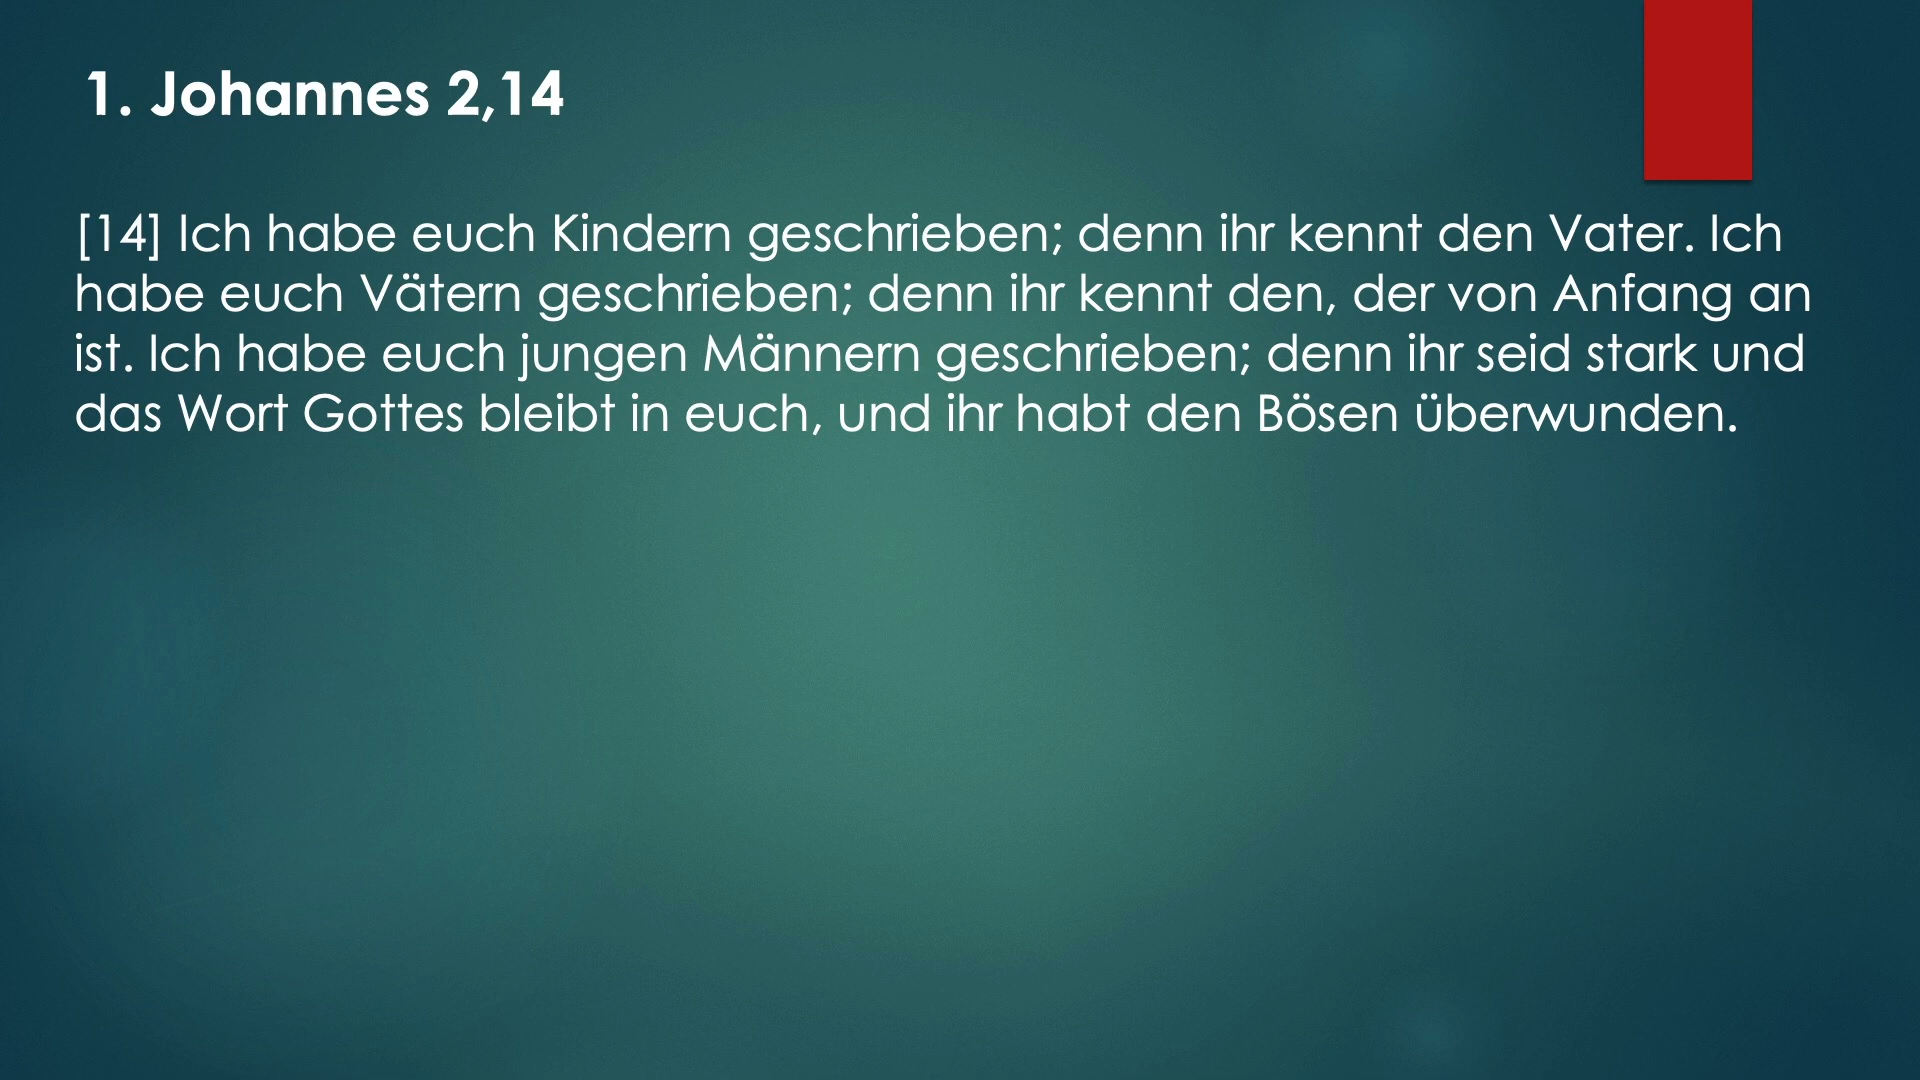 1. Johannes 2,14
[14] Ich habe euch Kindern geschrieben; denn ihr kennt den Vater. Ich
habe euch Vätern geschrieben; denn ihr kennt den, der von Anfang an
ist. Ich habe euch jungen Männern geschrieben; denn ihr seid stark und
das Wort Gottes bleibt in euch, und ihr habt den Bösen überwunden.